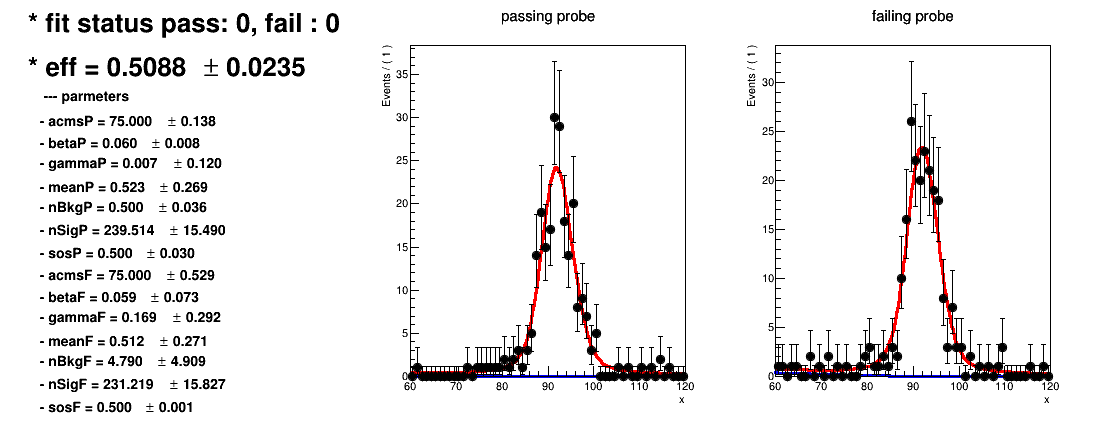 * fit status pass: 0, fail : 0
* eff = 0.5088 ± 0.0235
--- parmeters
- acmsP = 75.000 ± 0.138
- betaP = 0.060 ± 0.008
- gammaP = 0.007 ± 0.120
- meanP = 0.523 ± 0.269
- nBkgP = 0.500 ± 0.036
- nSigP = 239.514 ± 15.490
- sosP = 0.500 ± 0.030
- acmsF = 75.000 ± 0.529
- betaF = 0.059 ± 0.073
- gammaF = 0.169 ± 0.292
- meanF = 0.512 ± 0.271
- nBkgF = 4.790 ± 4.909
- nSigF = 231.219 ± 15.827
- sosF = 0.500 ± 0.001
passing probe
Events / ( 1 )
35
30
25
20
15
10
5
0
60 70 80 90 100 110 120
x
failing probe
Events / ( 1 )
30
25
20
15
10
5
0
60 70 80 90 100 110 120
x